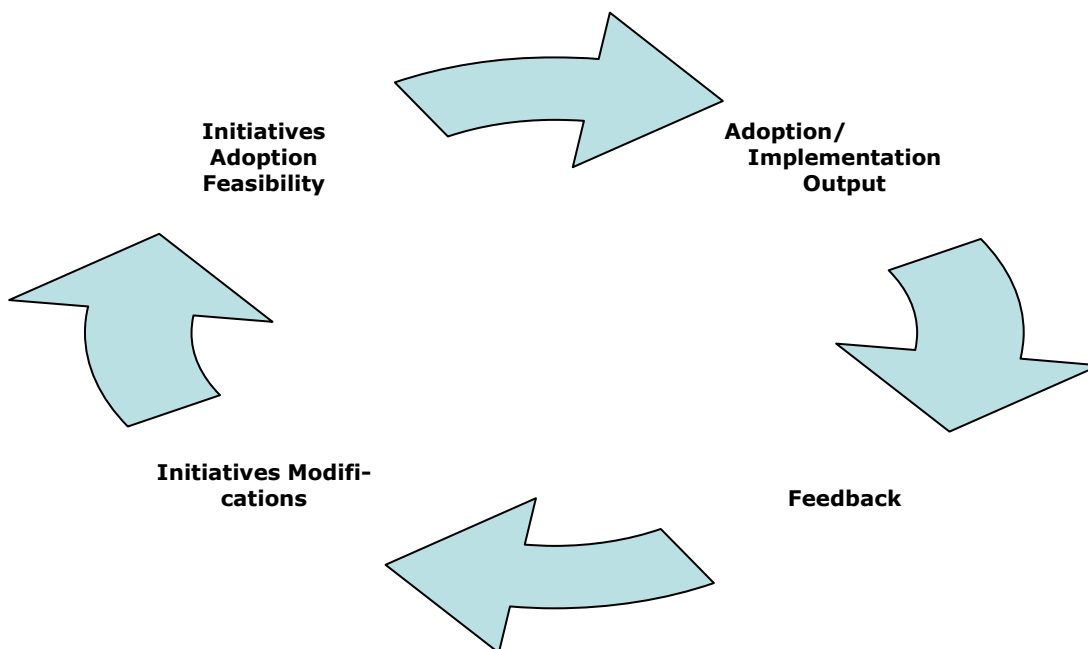 Initiatives
Adoption
Feasibility
Adoption/
Implementation
Output
Initiatives Modifi-
cations
Feedback